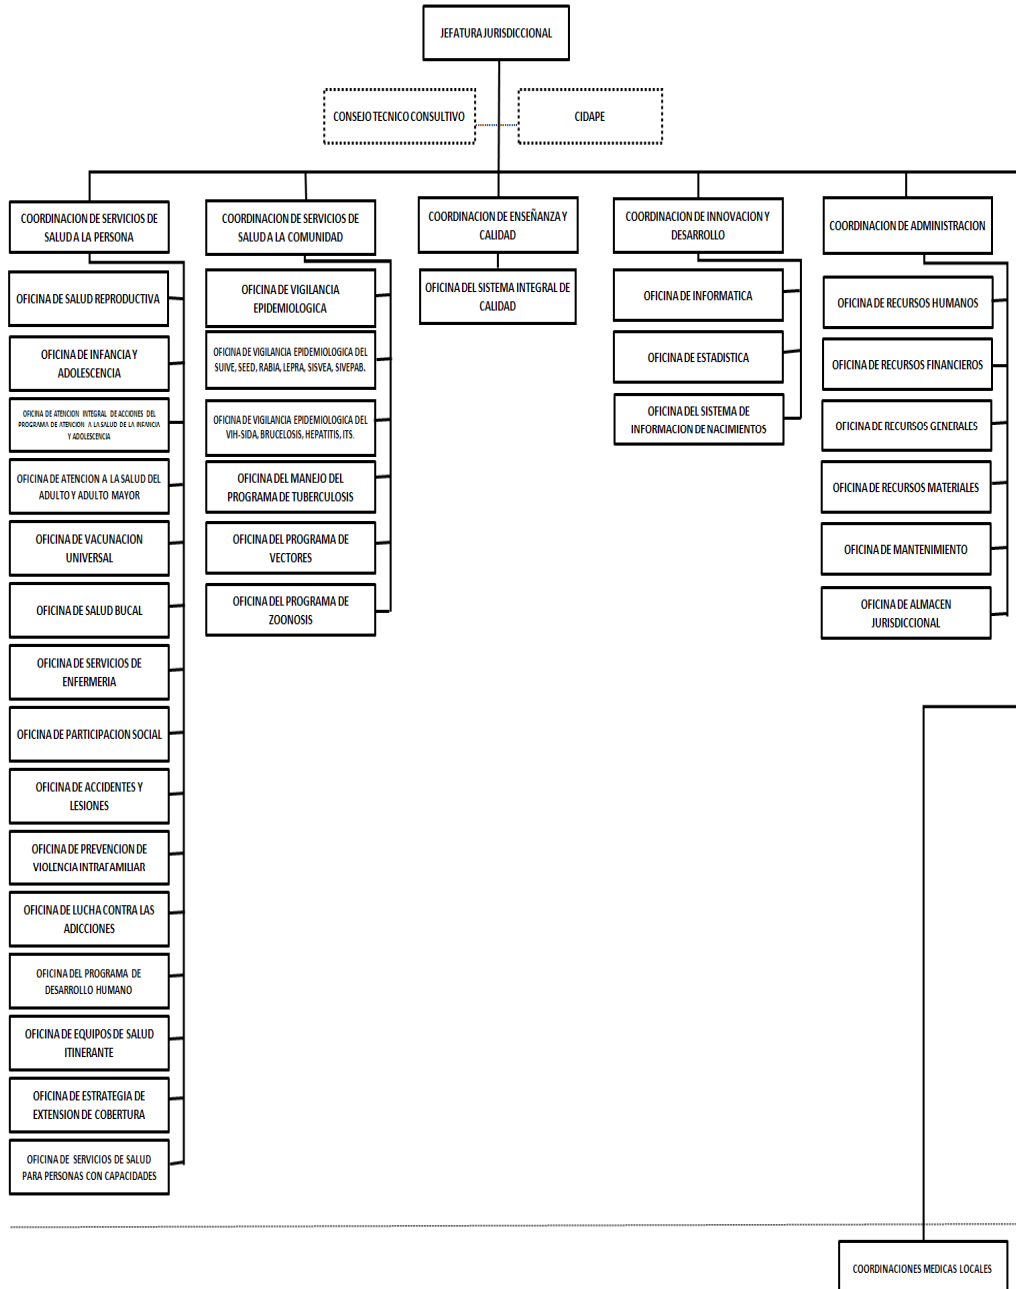 JEFATURA JURISDICCIONAL
CONSEJO TECNICO CONSULTIVO
CIDAPE
COORDINACION DE SERVICIOS DE
SALUD A LA PERSONA
OFICINA DE SALUD REPRODUCTIVA
OFICINA DE INFANCIA Y
ADOLESCENCIA
OFICINA DE ATENCION INTEGRAL DE ACCIONES DEL
PROGRAMA DE ATENCION A LA SALUD DE LA INFANCIA
Y ADOLESCENCIA
OFICINA DE ATENCION A LA SALUD DEL
ADULTO Y ADULTO MAYOR
OFICINA DE VACUNACION
UNIVERSAL
OFICINA DE SALUD BUCAL
OFICINA DE SERVICIOS DE
ENFERMERIA
OFICINA DE PARTICIPACION SOCIAL
OFICINA DE ACCIDENTES Y
LESIONES
OFICINA DE PREVENCION DE
VIOLENCIA INTRAFAMILIAR
OFICINA DE LUCHA CONTRA LAS
ADICCIONES
OFICINA DEL PROGRAMA DE
DESARROLLO HUMANO
OFICINA DE EQUIPOS DE SALUD
ITINERANTE
OFICINA DE ESTRATEGIA DE
EXTENSION DE COBERTURA
OFICINA DE SERVICIOS DE SALUD
PARA PERSONAS CON CAPACIDADES
COORDINACION DE SERVICIOS DE
SALUD A LA COMUNIDAD
OFICINA DE VIGILANCIA
EPIDEMIOLOGICA
OFICINA DE VIGILANCIA EPIDEMIOLOGICA DEL
SUIVE, SEED, RABIA, LEPRA, SISVEA, SIVEPAB.
OFICINA DE VIGILANCIA EPIDEMIOLOGICA DEL
VIH-SIDA, BRUCELOSIS, HEPATITIS, ITS.
OFICINA DEL MANEJO DEL
PROGRAMA DE TUBERCULOSIS
OFICINA DEL PROGRAMA DE
VECTORES
OFICINA DEL PROGRAMA DE
ZOONOSIS
COORDINACION DE ENSEÑANZA Y
CALIDAD
OFICINA DEL SISTEMA INTEGRAL DE
CALIDAD
COORDINACION DE INNOVACION Y
DESARROLLO
OFICINA DE INFORMATICA
OFICINA DE ESTADISTICA
OFICINA DEL SISTEMA DE
INFORMACION DE NACIMIENTOS
COORDINACION DE ADMINISTRACION
OFICINA DE RECURSOS HUMANOS
OFICINA DE RECURSOS FINANCIEROS
OFICINA DE RECURSOS GENERALES
OFICINA DE RECURSOS MATERIALES
OFICINA DE MANTENIMIENTO
OFICINA DE ALMACEN
JURISDICCIONAL
COORDINACIONES MEDICAS LOCALES